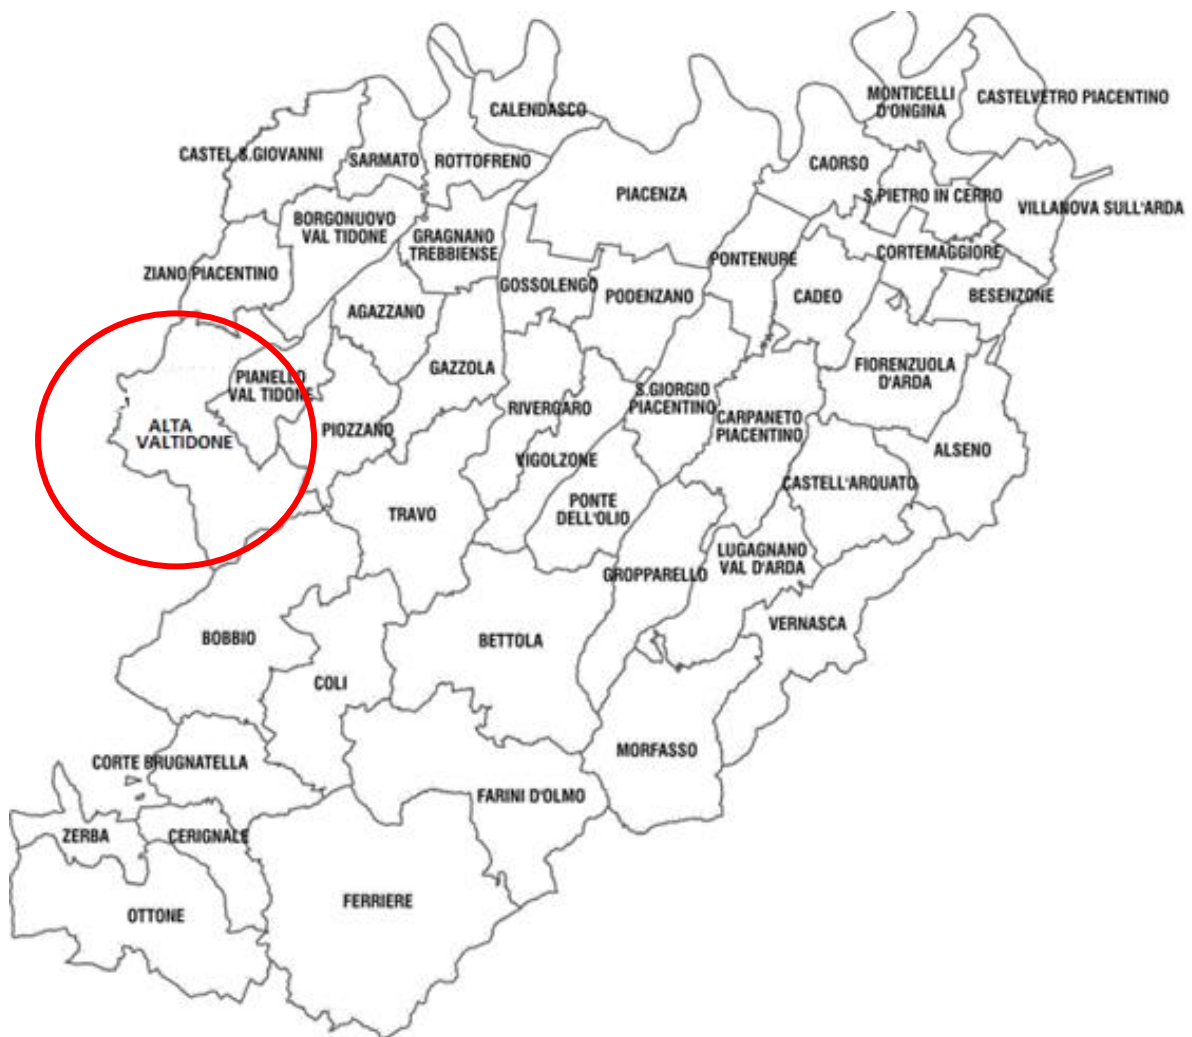 CALENDASCO
MONTICELLI
D'ONGINA
CASTELVETRO PIACENTINO
CASTEL S.GIOVANNI
SARMATO
ROTTOFRENO
CAORSO
PIACENZA
S.PIETRO IN CERRO
VILLANOVA SULL'ARDA
BORGONUOVO
VAL TIDONE
GRAGNANO
TREBBIENSE
ZIANO PIACENTINO
PONTENURE
CORTEMAGGIORE
GOSSOLENGO
PODENZANO
CADEO
BESENZONE
AGAZZANO
GAZZOLA
FIORENZUOLA
D'ARDA
PIANELLO
VAL TIDONE
S.GIORGIO
PIACENTINO
RIVERGARO
CARPANETO
PIACENTINO
ALTA
VALTIDONE
PIOZZANO
ALSENO
VIGOLZONE
CASTELL'ARQUATO
TRAVO
PONTE
DELL'OLIO
LUGAGNANO
VAL D'ARDA
GROPPARELLO
VERNASCA
BOBBIO
BETTOLA
COLI
MORFASSO
CORTE BRUGNATELLA
FARINI D'OLMO
ZERBA
CERIGNALE
FERRIERE
OTTONE